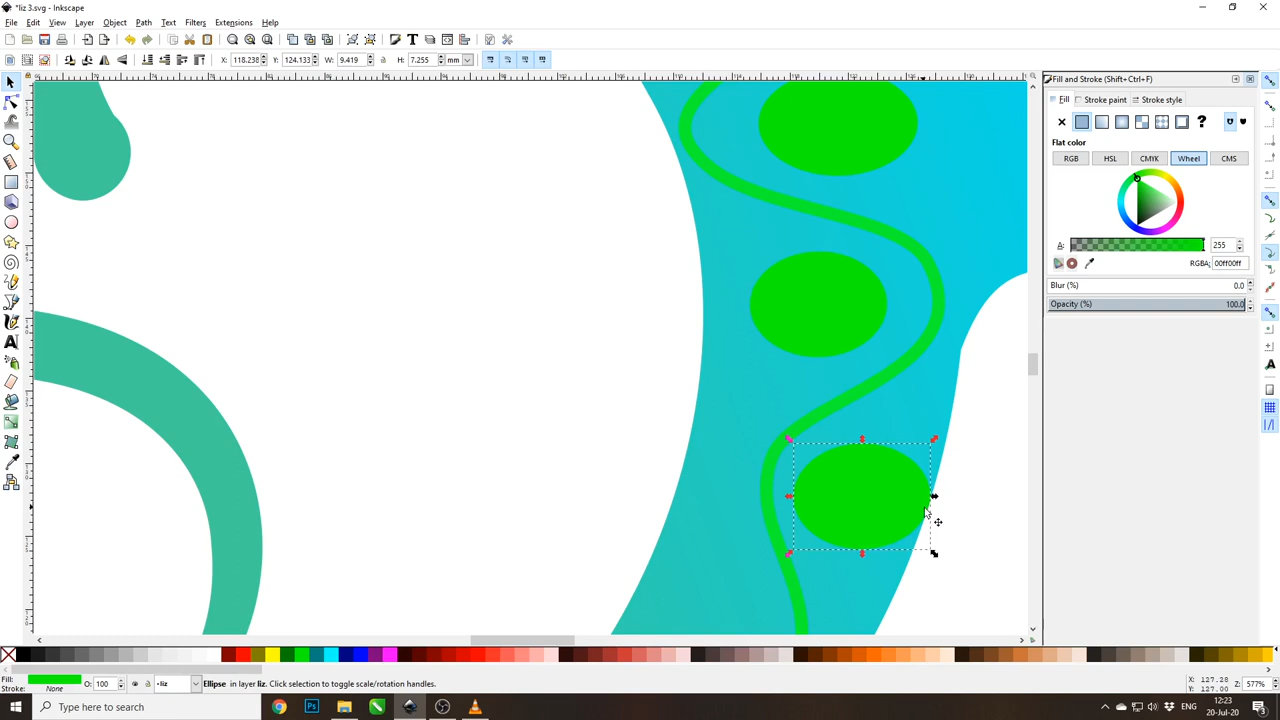 *liz 3.svg - Inkscape
File Edit View Layer Object Path Text Filters Extensions Help
X: 118.238 Y: 124.133 W: 9.419 H: 7.255 mm
Fill and Stroke (Shift+Ctrl+F)
Fill Stroke paint Stroke style
Flat color
RGB HSL CMYK Wheel CMS
A: 255
RGBA: 00ff00ff
Blur (%) 0.0
Opacity (%) 100.0
Fill:
Stroke: None
O: 100
•liz
Ellipse in layer liz. Click selection to toggle scale/rotation handles.
X: 127.28
Y: 127.00
Z: 577%
Type here to search
ENG
12:23
20-Jul-20